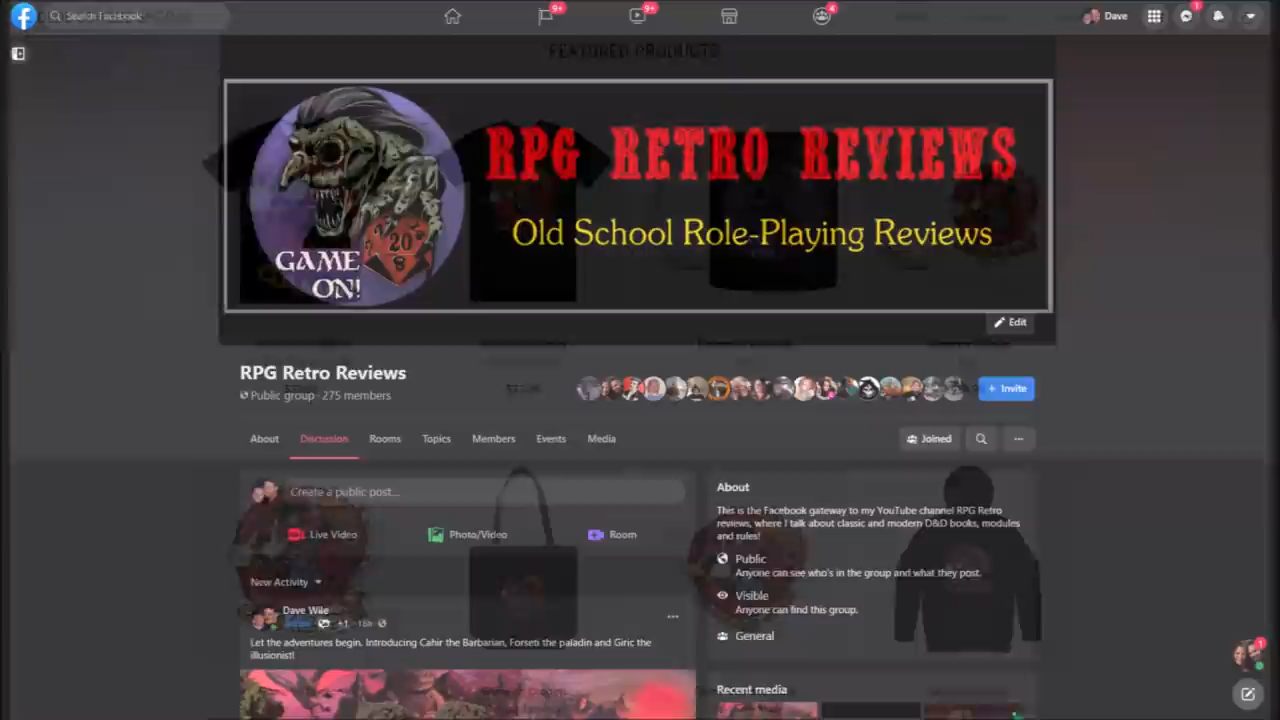 Search Facebook
9+
9+
4
Dave
1
FEATURED PRODUCTS
RPG RETRO REVIEWS
Old School Role-Playing Reviews
GAME
ON!
20
8
Edit
RPG Retro Reviews
Public group · 275 members
+ Invite
About
Discussion
Rooms
Topics
Members
Events
Media
Joined
Create a public post...
Live Video
Photo/Video
Room
New Activity
Dave Wile
+1 · 16h
Let the adventures begin. Introducing Cahir the Barbarian, Forseti the paladin and Giric the
illusionist!
About
This is the Facebook gateway to my YouTube channel RPG Retro
reviews, where I talk about classic and modern D&D books, modules
and rules!
Public
Anyone can see who's in the group and what they post.
Visible
Anyone can find this group.
General
Recent media
1